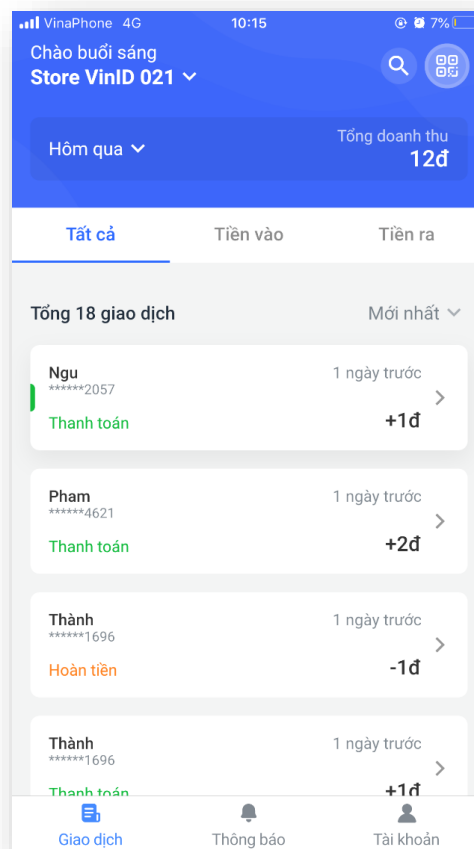 VinaPhone 4G 10:15 7%
Chào buổi sáng
Store VinID 021
Hôm qua
Tổng doanh thu
12đ
Tất cả Tiền vào Tiền ra
Tổng 18 giao dịch Mới nhất
Ngu 1 ngày trước
******2057
Thanh toán +1đ
Pham 1 ngày trước
******4621
Thanh toán +2đ
Thành 1 ngày trước
******1696
Hoàn tiền -1đ
Thành 1 ngày trước
******1696
Thanh toán +1đ
Giao dịch Thông báo Tài khoản